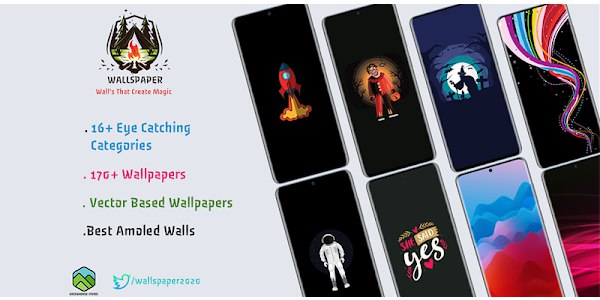 WALLSPAPER
Wall's That Create Magic
. 16+ Eye Catching
Categories
. 170+ Wallpapers
. Vector Based Wallpapers
.Best Amoled Walls
/wallspaper2020
SHE SAID
yes